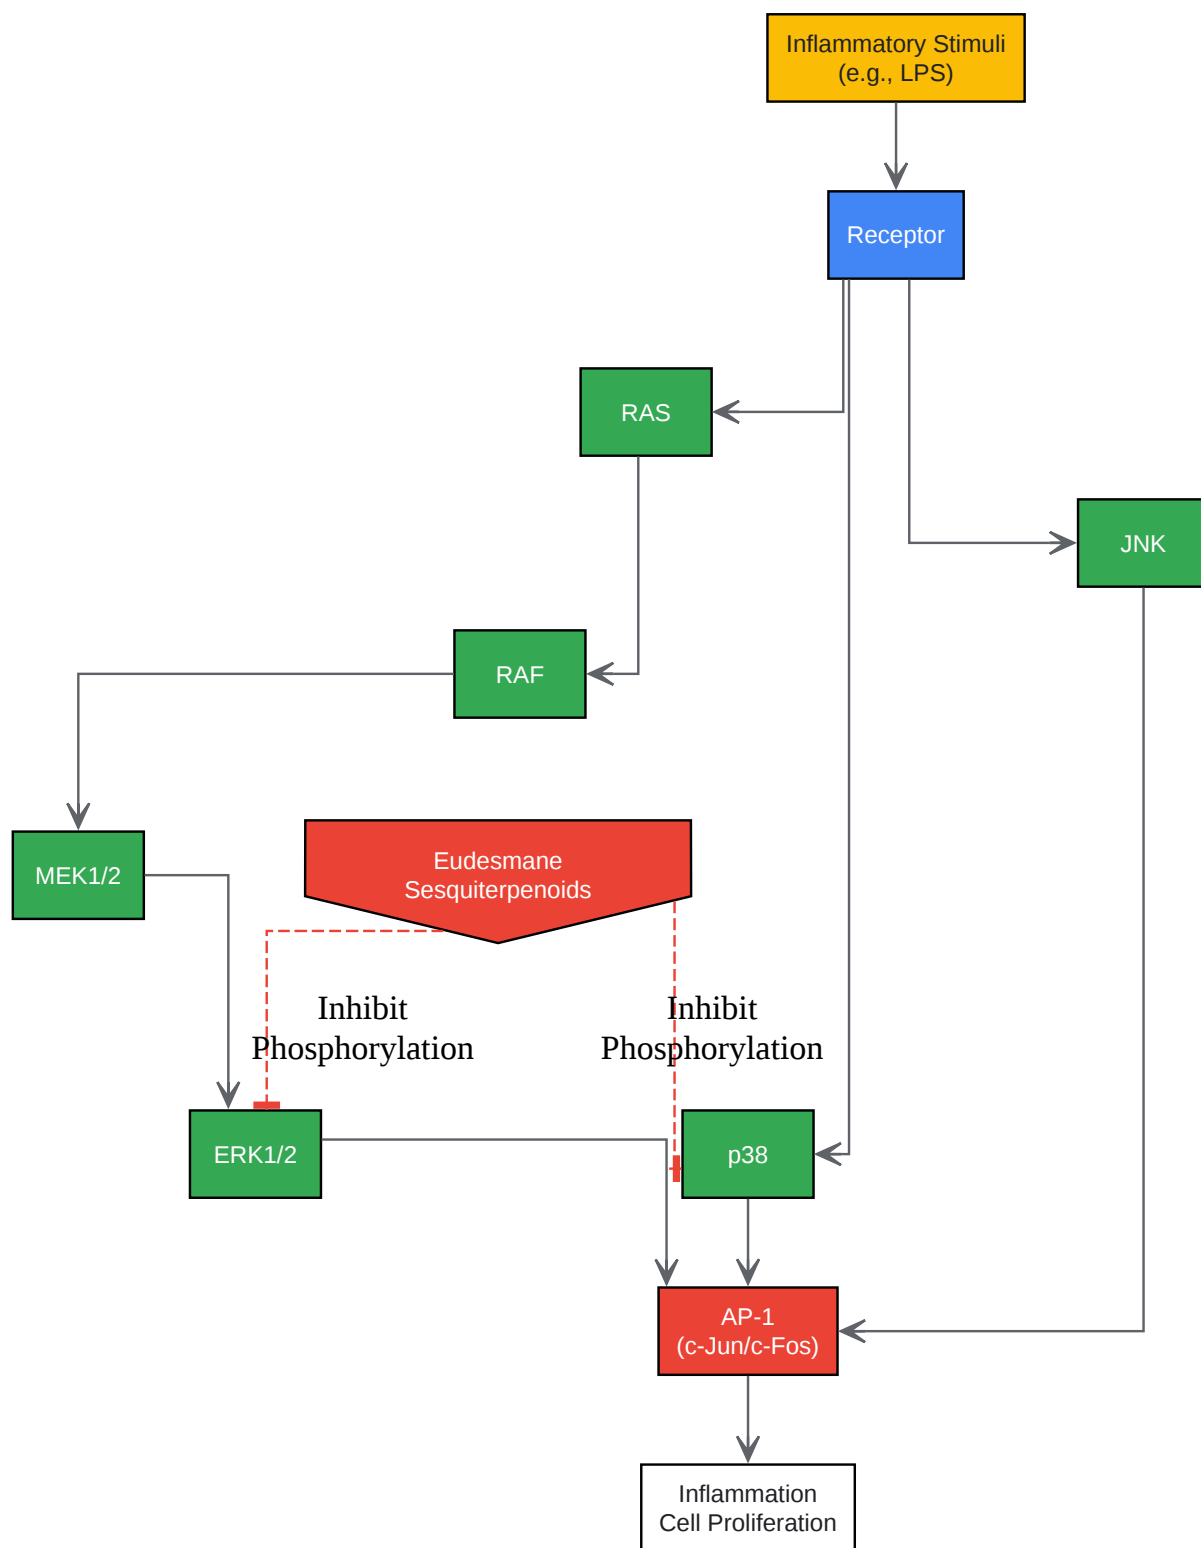 Inflammatory Stimuli
(e.g., LPS)
Receptor
RAS
JNK
RAF
MEK1/2
Eudesmane
Sesquiterpenoids
Inhibit
Phosphorylation
Inhibit
Phosphorylation
ERK1/2
p38
AP-1
(c-Jun/c-Fos)
Inflammation
Cell Proliferation